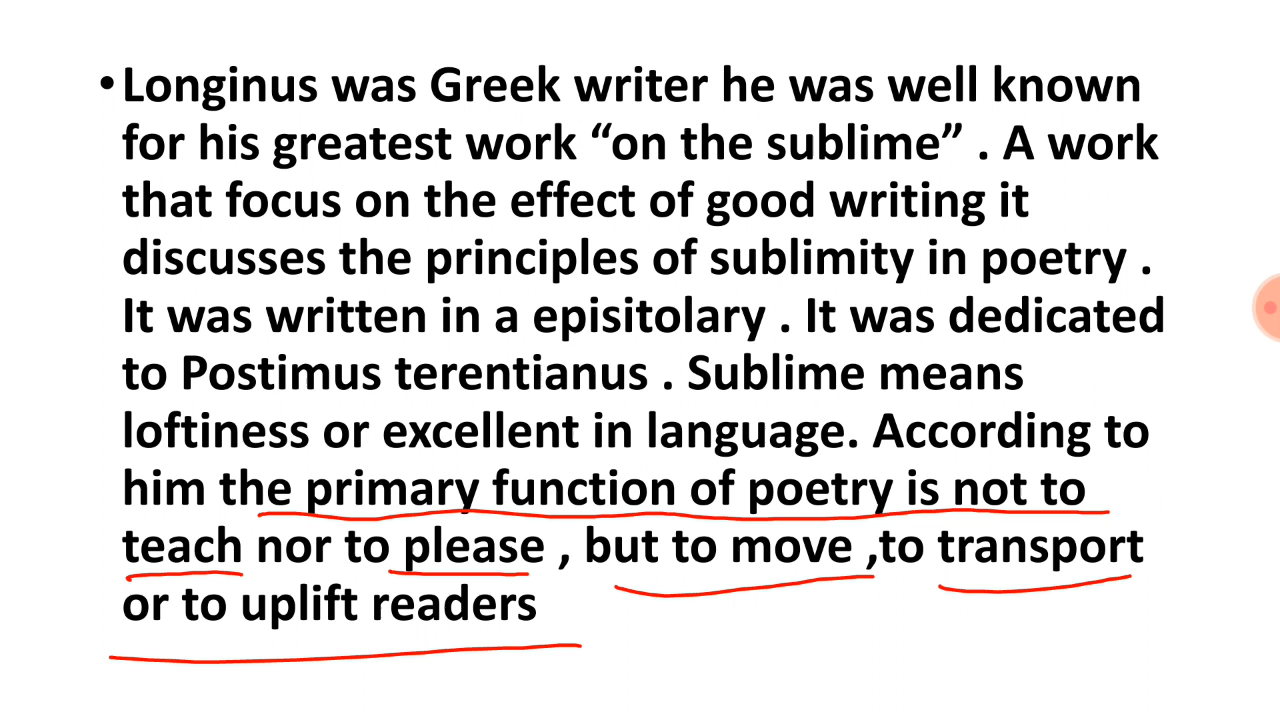 •Longinus was Greek writer he was well known
for his greatest work “on the sublime” . A work
that focus on the effect of good writing it
discusses the principles of sublimity in poetry .
It was written in a episitolary . It was dedicated
to Postimus terentianus . Sublime means
loftiness or excellent in language. According to
him the primary function of poetry is not to
teach nor to please , but to move ,to transport
or to uplift readers